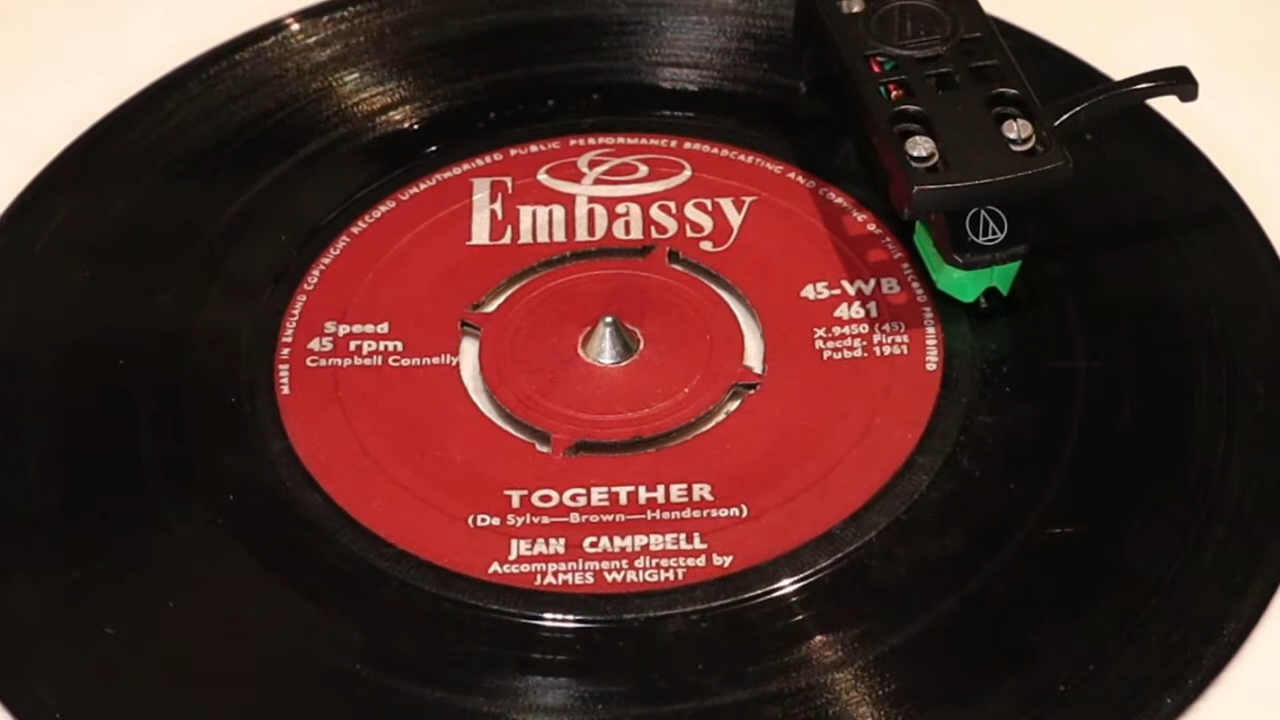 MADE IN ENGLAND COPYRIGHT RECORD UNAUTHORISED PUBLIC PERFORMANCE BROADCASTING AND COPYING OF THIS RECORD PROHIBITED
Embassy
45-WB
461
X.9450 (45)
Recdg. First
Pubd. 1961
Speed
45 rpm
Campbell Connelly
TOGETHER
(De Sylva—Brown—Henderson)
JEAN CAMPBELL
Accompaniment directed by
JAMES WRIGHT